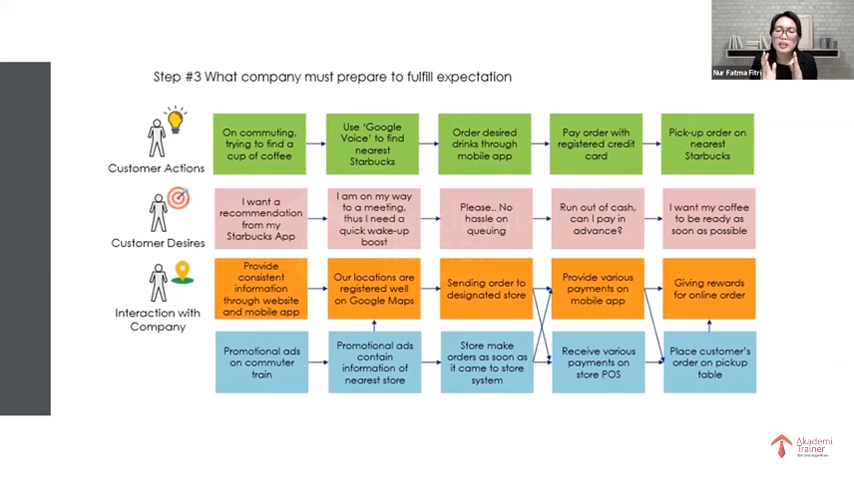 Nur Fatma Fitri
Step #3 What company must prepare to fulfill expectation
Customer Actions
On commuting,
trying to find a
cup of coffee
Use ‘Google
Voice’ to find
nearest
Starbucks
Order desired
drinks through
mobile app
Pay order with
registered credit
card
Pick-up order on
nearest
Starbucks
Customer Desires
I want a
recommendation
from my
Starbucks App
I am on my way
to a meeting,
thus I need a
quick wake-up
boost
Please.. No
hassle on
queuing
Run out of cash,
can I pay in
advance?
I want my coffee
to be ready as
soon as possible
Interaction with
Company
Provide
consistent
information
through website
and mobile app
Our locations are
registered well
on Google Maps
Sending order to
designated store
Provide various
payments on
mobile app
Giving rewards
for online order
Promotional ads
on commuter
train
Promotional ads
contain
information of
nearest store
Store make
orders as soon as
it came to store
system
Receive various
payments on
store POS
Place customer's
order on pickup
table
Akademi
Trainer